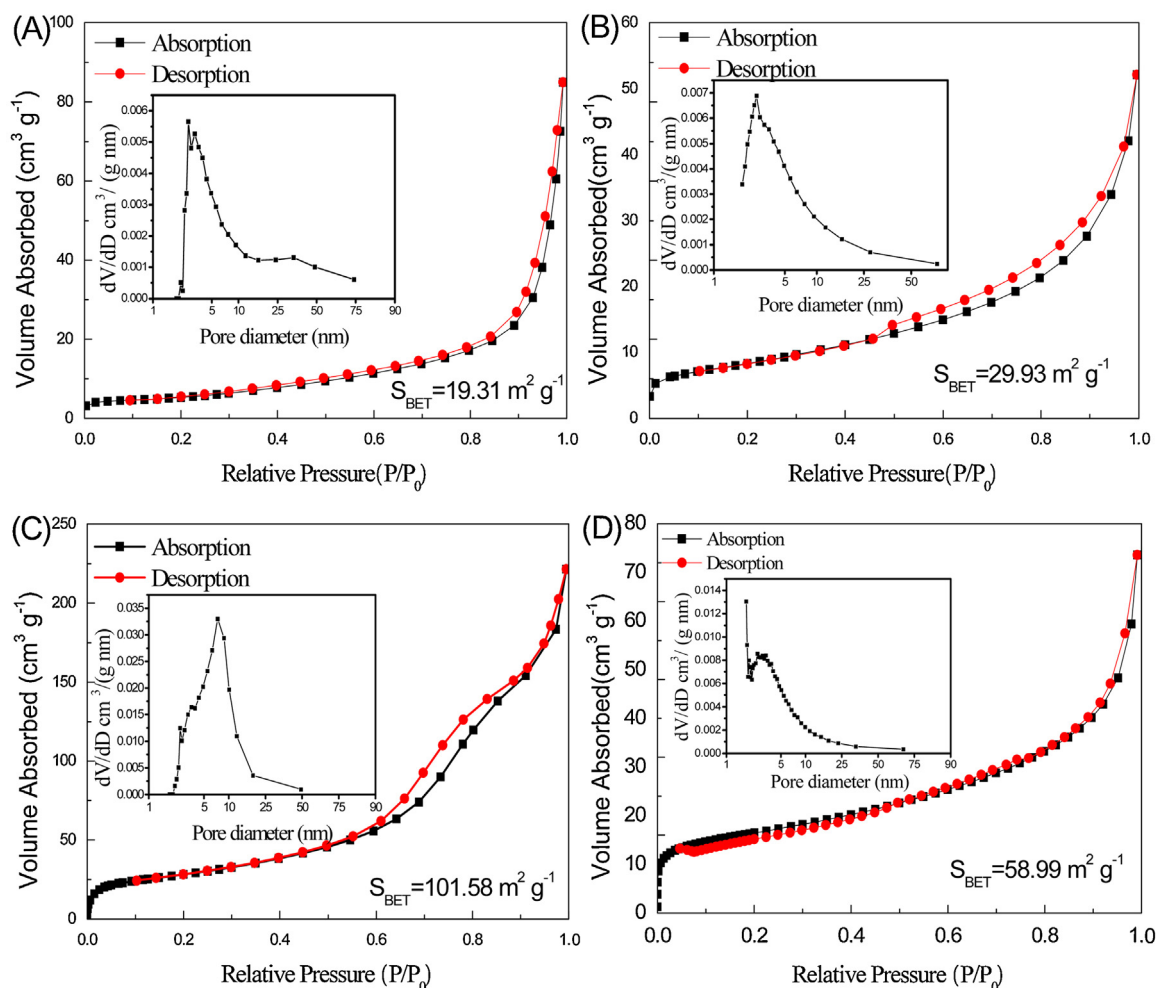 (A)
100
80
60
40
20
0
0.0 0.2 0.4 0.6 0.8 1.0
Volume Absorbed (cm³ g⁻¹)
Relative Pressure(P/P₀)
Absorption
Desorption
0.006
0.005
0.004
0.003
0.002
0.001
0.000
1 5 10 25 50 75 90
dV/dD cm³/ (g nm)
Pore diameter (nm)
S_BET=19.31 m² g⁻¹
(B)
60
50
40
30
20
10
0
0.0 0.2 0.4 0.6 0.8 1.0
Volume Absorbed(cm³ g⁻¹)
Relative Pressure(P/P₀)
Absorption
Desorption
0.007
0.006
0.005
0.004
0.003
0.002
0.001
0.000
1 5 10 25 50
dV/dD cm³/(g nm)
Pore diameter (nm)
S_BET=29.93 m² g⁻¹
(C)
250
225
175
125
75
50
25
0
0.0 0.2 0.4 0.6 0.8 1.0
Volume Absorbed (cm³ g⁻¹)
Relative Pressure (P/P₀)
Absorption
Desorption
0.035
0.030
0.025
0.020
0.015
0.010
0.005
0.000
1 5 10 25 50 75 90
dV/dD cm³/(g nm)
Pore diameter (nm)
S_BET=101.58 m² g⁻¹
(D)
80
70
60
50
40
30
20
10
0
0.0 0.2 0.4 0.6 0.8 1.0
Volume Absorbed(cm³ g⁻¹)
Relative Pressure (P/P₀)
Absorption
Desorption
0.014
0.012
0.010
0.008
0.006
0.004
0.002
0.000
1 5 10 25 50 75 90
dV/dD cm³/ (g nm)
Pore diameter (nm)
S_BET=58.99 m² g⁻¹